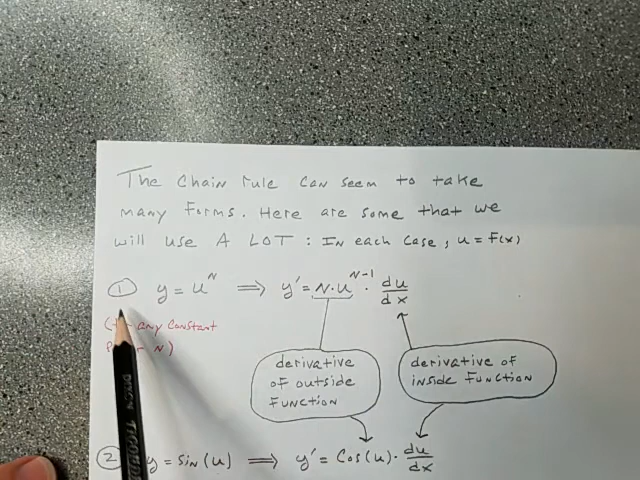 The Chain rule can seem to take
many forms. Here are some that we
will use A LOT: In each case, u = f(x)
① y = u^N ⇒ y' = N·u^(N-1) · du/dx
any constant
N)
derivative of outside function
derivative of inside function
② y = sin(u) ⇒ y' = cos(u) · du/dx